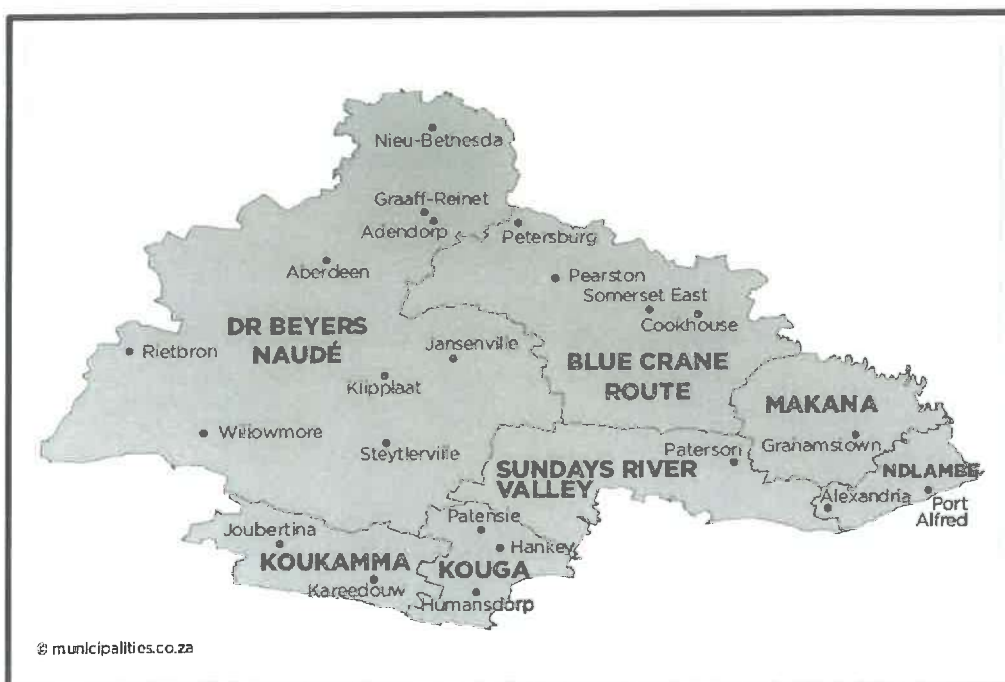 Nieu-Bethesda
Graaff-Reinet
Adendorp
Petersburg
Aberdeen
Pearston
Somerset East
Cookhouse
DR BEYERS
NAUDÉ
Rietbron
Jansenville
BLUE CRANE
ROUTE
Klipplaat
MAKANA
Willowmore
Steytlerville
Grahamstown
Paterson
SUNDAYS RIVER
VALLEY
NDLAMBE
Alexandria
Port
Alfred
Patensie
Joubertina
Hankey
KOUKAMMA
KOUGA
Kareedouw
Humansdorp
© municipalities.co.za